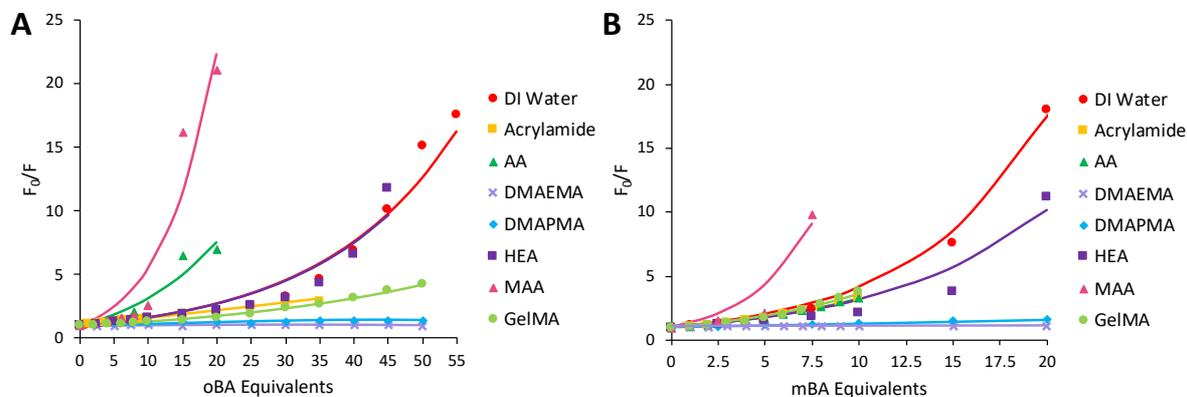 A
25
20
15
10
5
0
F0/F
0 5 10 15 20 25 30 35 40 45 50 55
oBA Equivalents
DI Water
Acrylamide
AA
DMAEMA
DMAPMA
HEA
MAA
GelMA
B
25
20
15
10
5
0
F0/F
0 2.5 5 7.5 10 12.5 15 17.5 20
mBA Equivalents
DI Water
Acrylamide
AA
DMAEMA
DMAPMA
HEA
MAA
GelMA